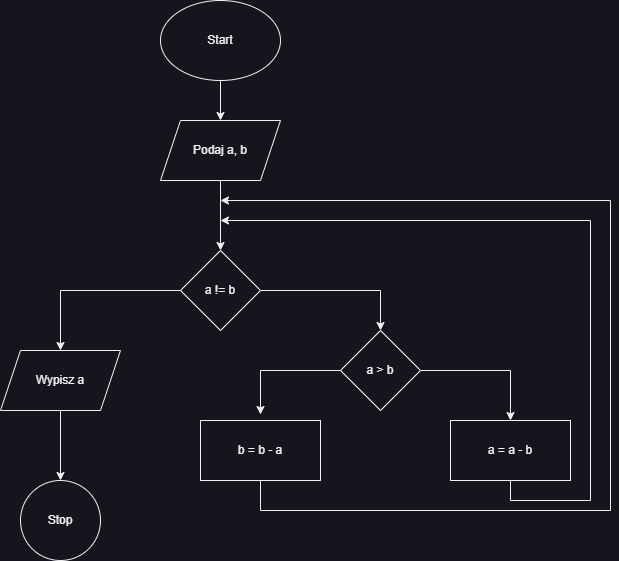 Start
Podaj a, b
a != b
a > b
Wypisz a
b = b - a
a = a - b
Stop